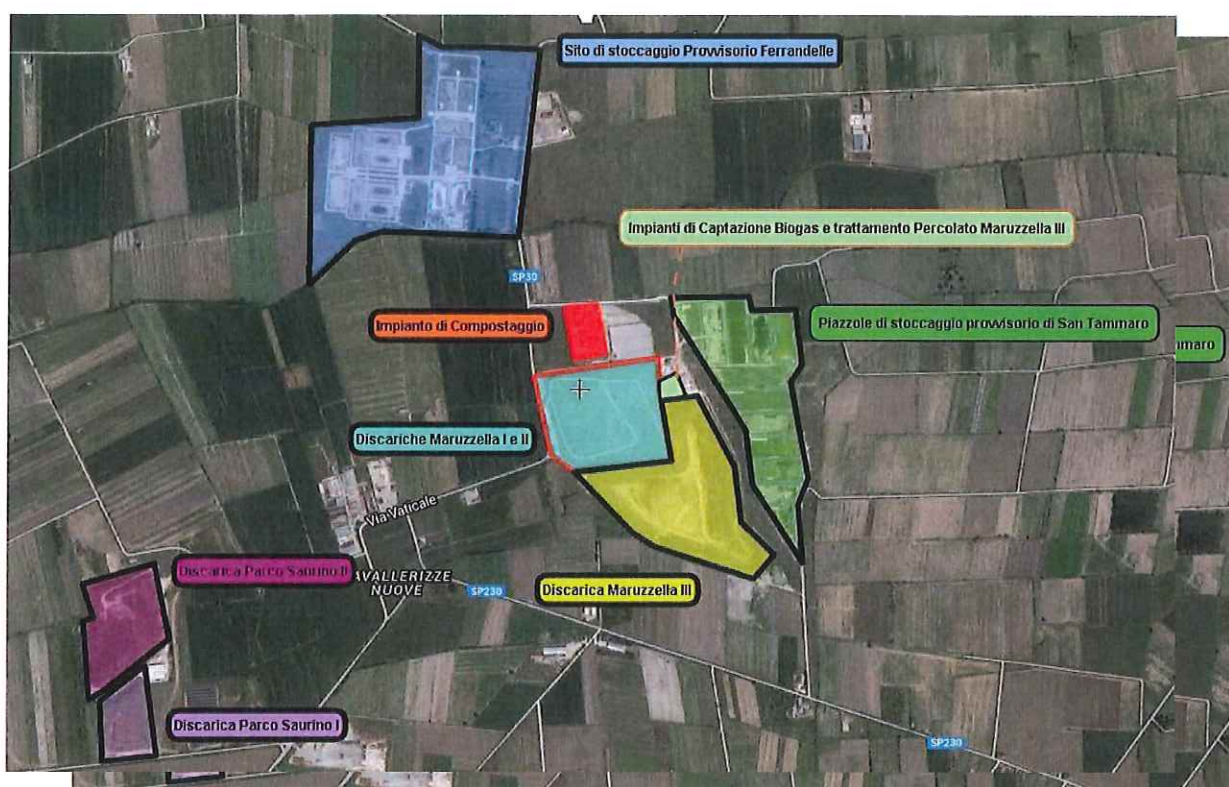 Sito di stoccaggio Provvisorio Ferrandelle
Impianti di Captazione Biogas e trattamento Percolato Maruzzella III
SP30
Impianto di Compostaggio
Piazzole di stoccaggio provvisorio di San Tammaro
mmaro
Discariche Maruzzella I e II
Via Vaticale
Discarica Parco Saurino II
AVALLERIZZE
NUOVE
SP230
Discarica Maruzzella III
Discarica Parco Saurino I
SP230